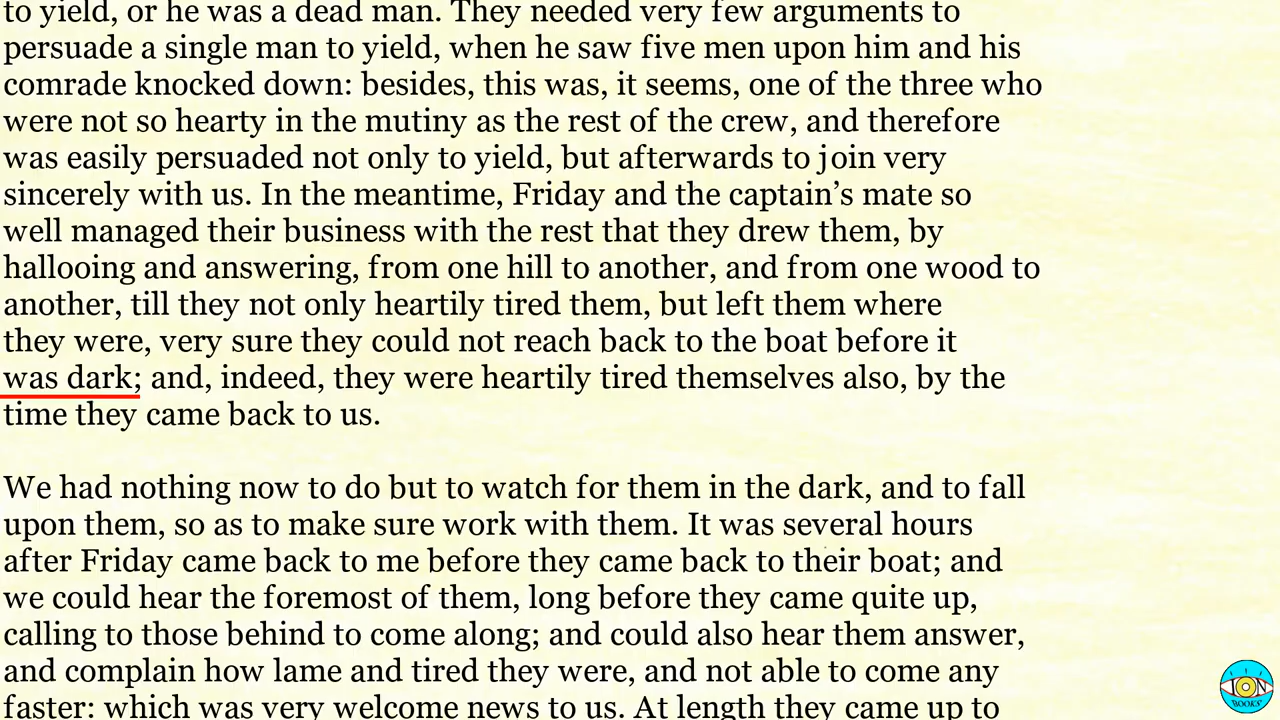 to yield, or he was a dead man. They needed very few arguments to
persuade a single man to yield, when he saw five men upon him and his
comrade knocked down: besides, this was, it seems, one of the three who
were not so hearty in the mutiny as the rest of the crew, and therefore
was easily persuaded not only to yield, but afterwards to join very
sincerely with us. In the meantime, Friday and the captain’s mate so
well managed their business with the rest that they drew them, by
hallooing and answering, from one hill to another, and from one wood to
another, till they not only heartily tired them, but left them where
they were, very sure they could not reach back to the boat before it
was dark; and, indeed, they were heartily tired themselves also, by the
time they came back to us.
We had nothing now to do but to watch for them in the dark, and to fall
upon them, so as to make sure work with them. It was several hours
after Friday came back to me before they came back to their boat; and
we could hear the foremost of them, long before they came quite up,
calling to those behind to come along; and could also hear them answer,
and complain how lame and tired they were, and not able to come any
faster: which was very welcome news to us. At length they came up to
ION
BOOKS